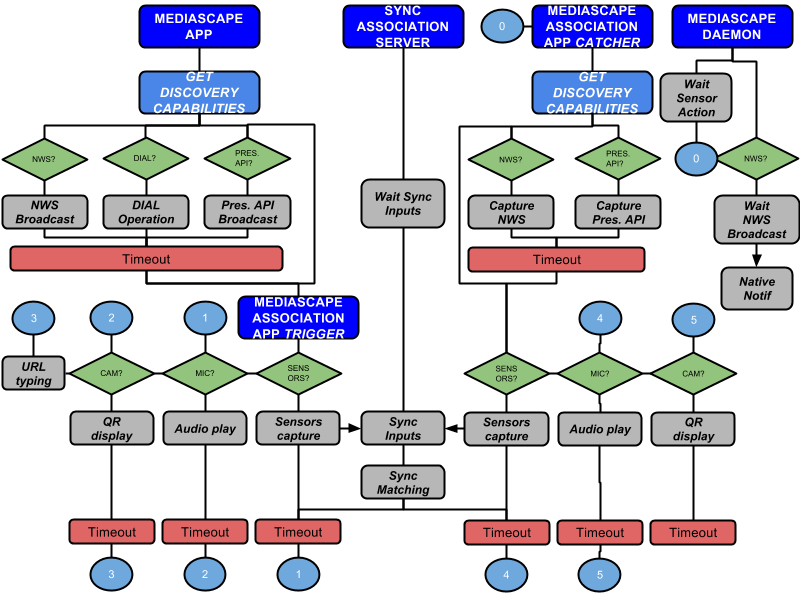 MEDIASCAPE
APP
SYNC
ASSOCIATION
SERVER
0
MEDIASCAPE
ASSOCIATION
APP CATCHER
MEDIASCAPE
DAEMON
GET
DISCOVERY
CAPABILITIES
GET
DISCOVERY
CAPABILITIES
Wait
Sensor
Action
NWS?
DIAL?
PRES.
API?
NWS?
PRES.
API?
0
NWS?
NWS
Broadcast
DIAL
Operation
Pres. API
Broadcast
Wait Sync
Inputs
Capture
NWS
Capture
Pres. API
Wait
NWS
Broadcast
Timeout
Timeout
Native
Notif
MEDIASCAPE
ASSOCIATION
APP TRIGGER
3
2
1
4
5
URL
typing
CAM?
MIC?
SENS
ORS?
SENS
ORS?
MIC?
CAM?
QR
display
Audio play
Sensors
capture
Sync
Inputs
Sensors
capture
Audio play
QR
display
Sync
Matching
Timeout
Timeout
Timeout
Timeout
Timeout
Timeout
3
2
1
4
5